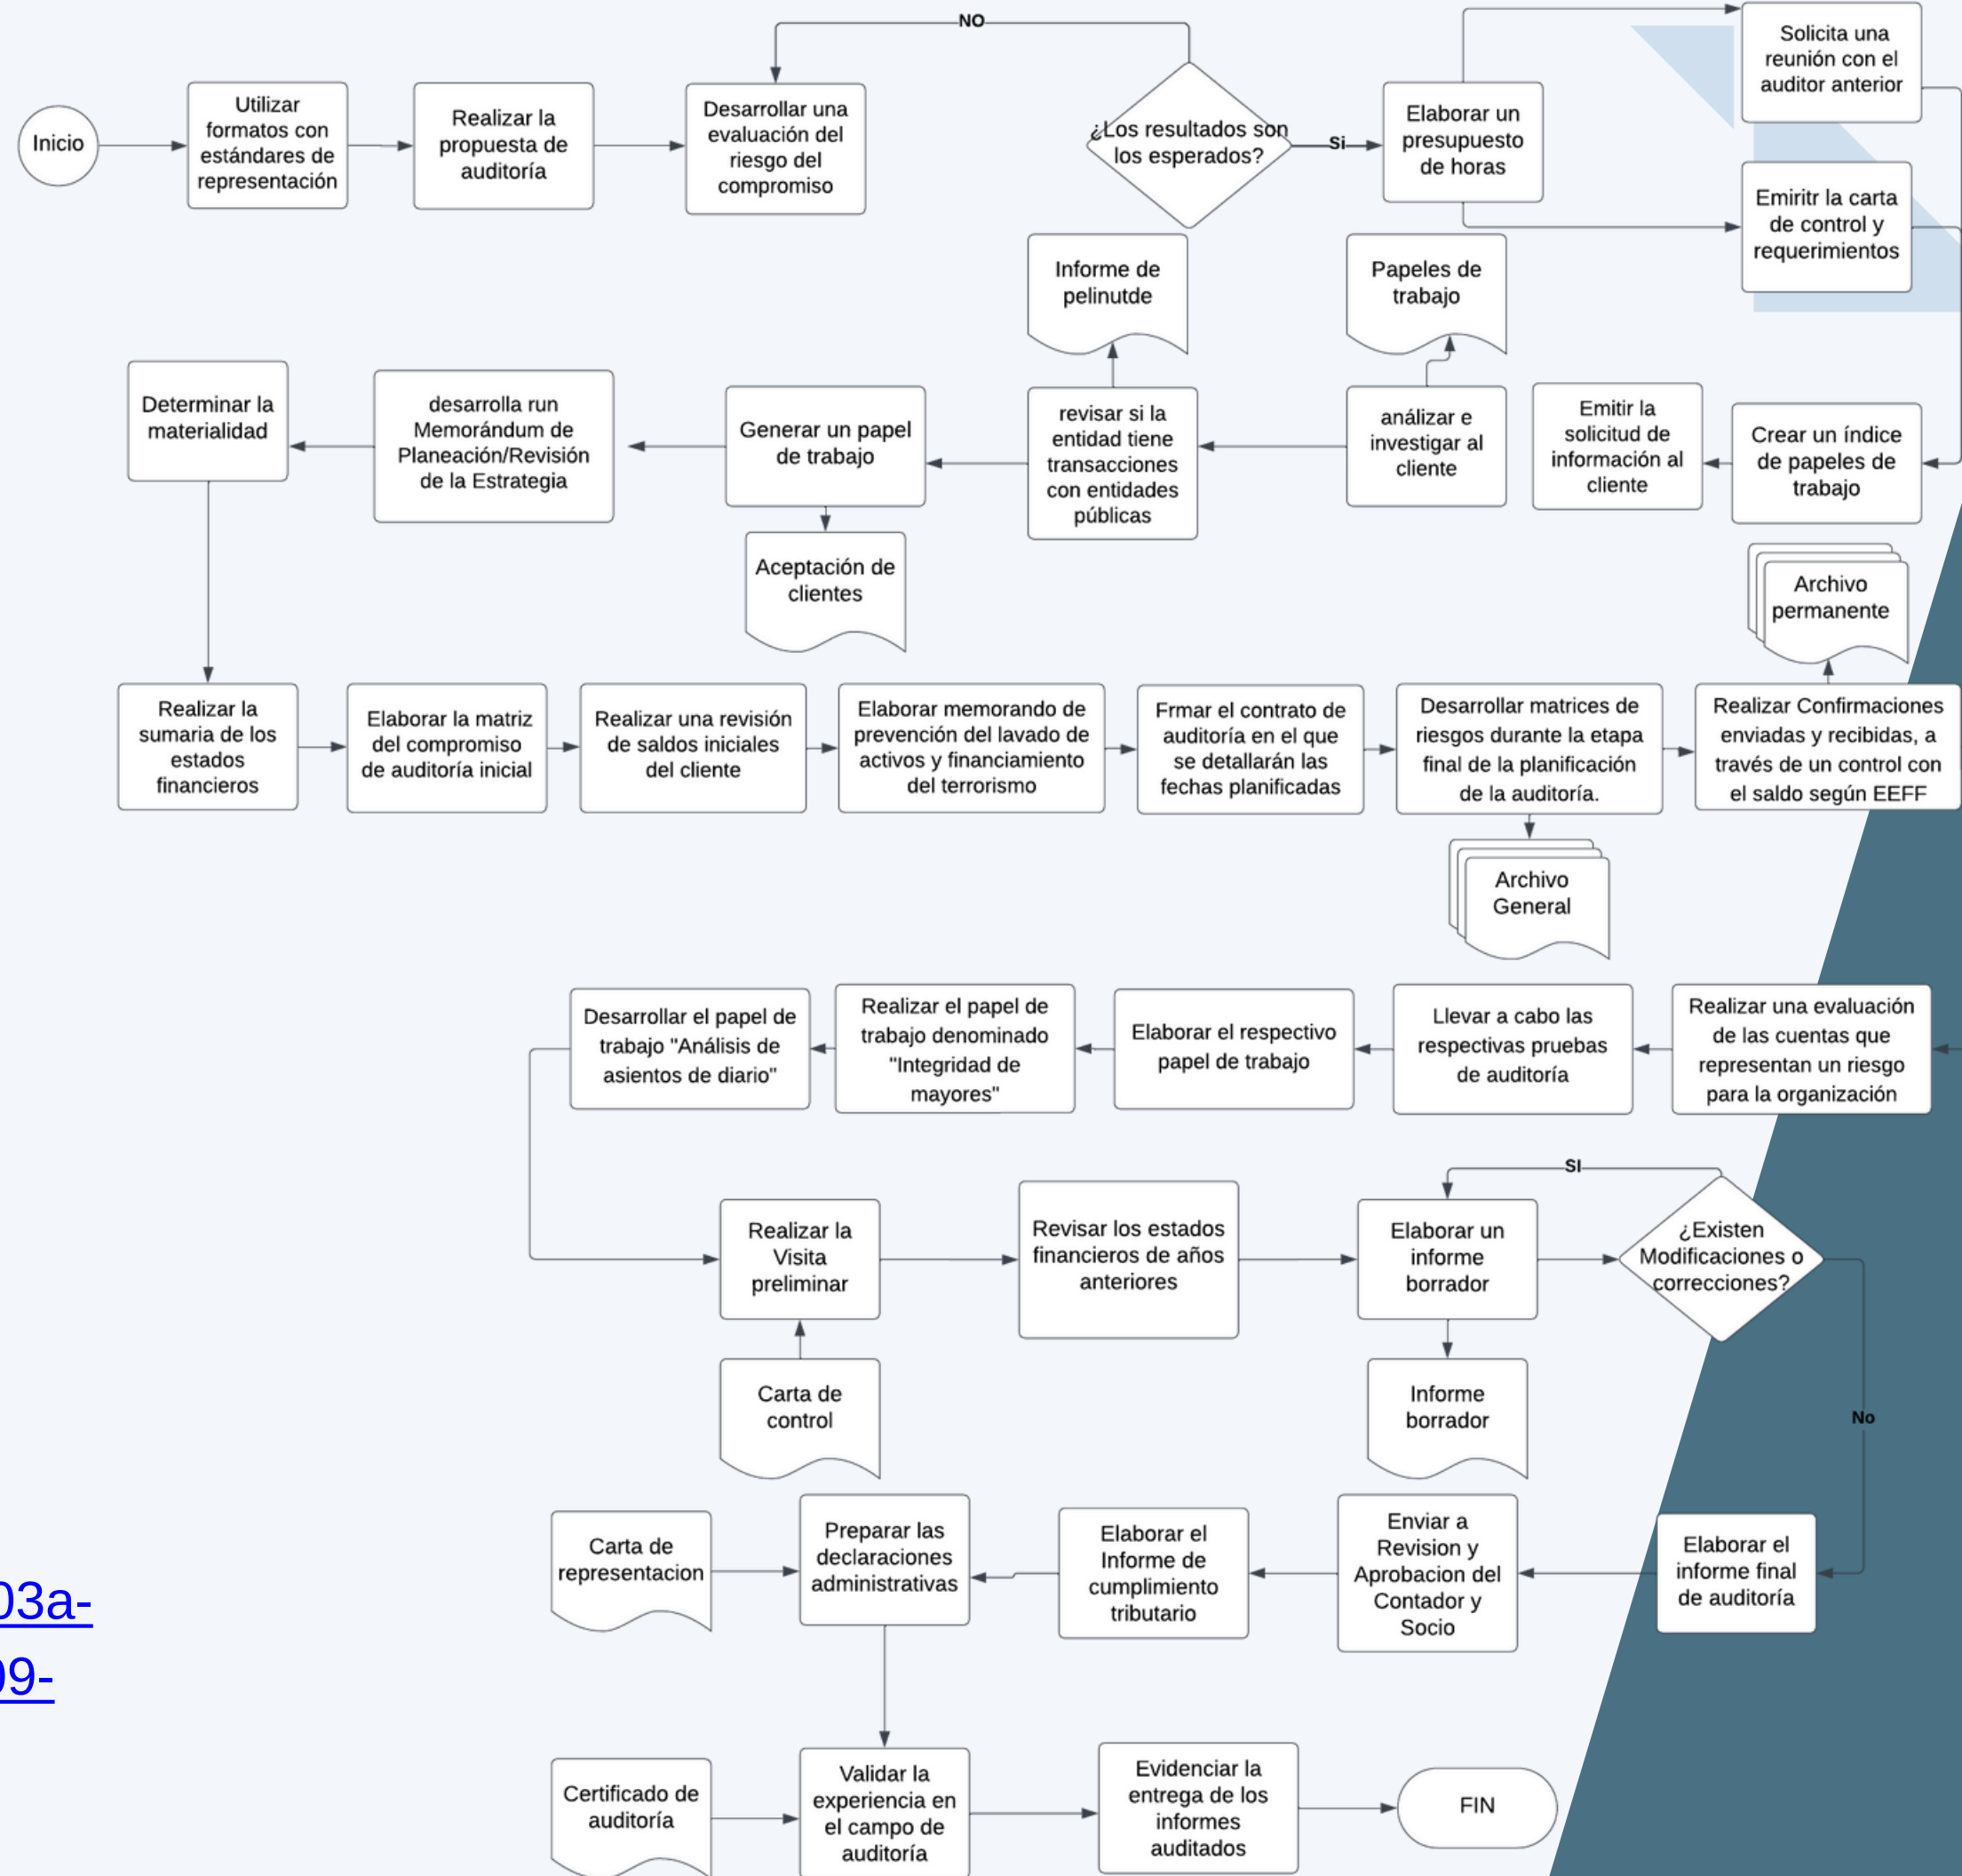 NO
Inicio
Utilizar
formatos con
estándares de
representación
Realizar la
propuesta de
auditoría
Desarrollar una
evaluación del
riesgo del
compromiso
¿Los resultados son
los esperados?
Si
Elaborar un
presupuesto
de horas
Solicita una
reunión con el
auditor anterior
Emiritr la carta
de control y
requerimientos
Informe de
pelinutde
Papeles de
trabajo
Determinar la
materialidad
desarrolla run
Memorándum de
Planeación/Revisión
de la Estrategia
Generar un papel
de trabajo
revisar si la
entidad tiene
transacciones
con entidades
públicas
análizar e
investigar al
cliente
Emitir la
solicitud de
información al
cliente
Crear un índice
de papeles de
trabajo
Aceptación de
clientes
Archivo
permanente
Realizar la
sumaria de los
estados
financieros
Elaborar la matriz
del compromiso
de auditoría inicial
Realizar una revisión
de saldos iniciales
del cliente
Elaborar memorando de
prevención del lavado de
activos y financiamiento
del terrorismo
Frmar el contrato de
auditoría en el que
se detallarán las
fechas planificadas
Desarrollar matrices de
riesgos durante la etapa
final de la planificación
de la auditoría.
Realizar Confirmaciones
enviadas y recibidas, a
través de un control con
el saldo según EEFF
Archivo
General
Desarrollar el papel de
trabajo "Análisis de
asientos de diario"
Realizar el papel de
trabajo denominado
"Integridad de
mayores"
Elaborar el respectivo
papel de trabajo
Llevar a cabo las
respectivas pruebas
de auditoría
Realizar una evaluación
de las cuentas que
representan un riesgo
para la organización
SI
Realizar la
Visita
preliminar
Revisar los estados
financieros de años
anteriores
Elaborar un
informe
borrador
¿Existen
Modificaciones o
correcciones?
Carta de
control
Informe
borrador
No
Carta de
representacion
Preparar las
declaraciones
administrativas
Elaborar el
Informe de
cumplimiento
tributario
Enviar a
Revision y
Aprobacion del
Contador y
Socio
Elaborar el
informe final
de auditoría
03a-
09-
Certificado de
auditoría
Validar la
experiencia en
el campo de
auditoría
Evidenciar la
entrega de los
informes
auditados
FIN